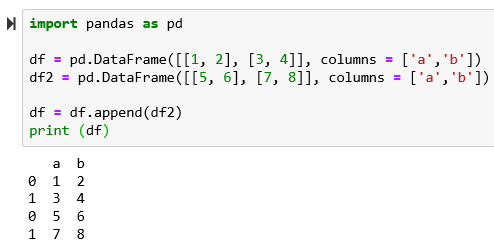 import pandas as pd
df = pd.DataFrame([[1, 2], [3, 4]], columns = ['a','b'])
df2 = pd.DataFrame([[5, 6], [7, 8]], columns = ['a','b'])
df = df.append(df2)
print (df)
a b
0 1 2
1 3 4
0 5 6
1 7 8